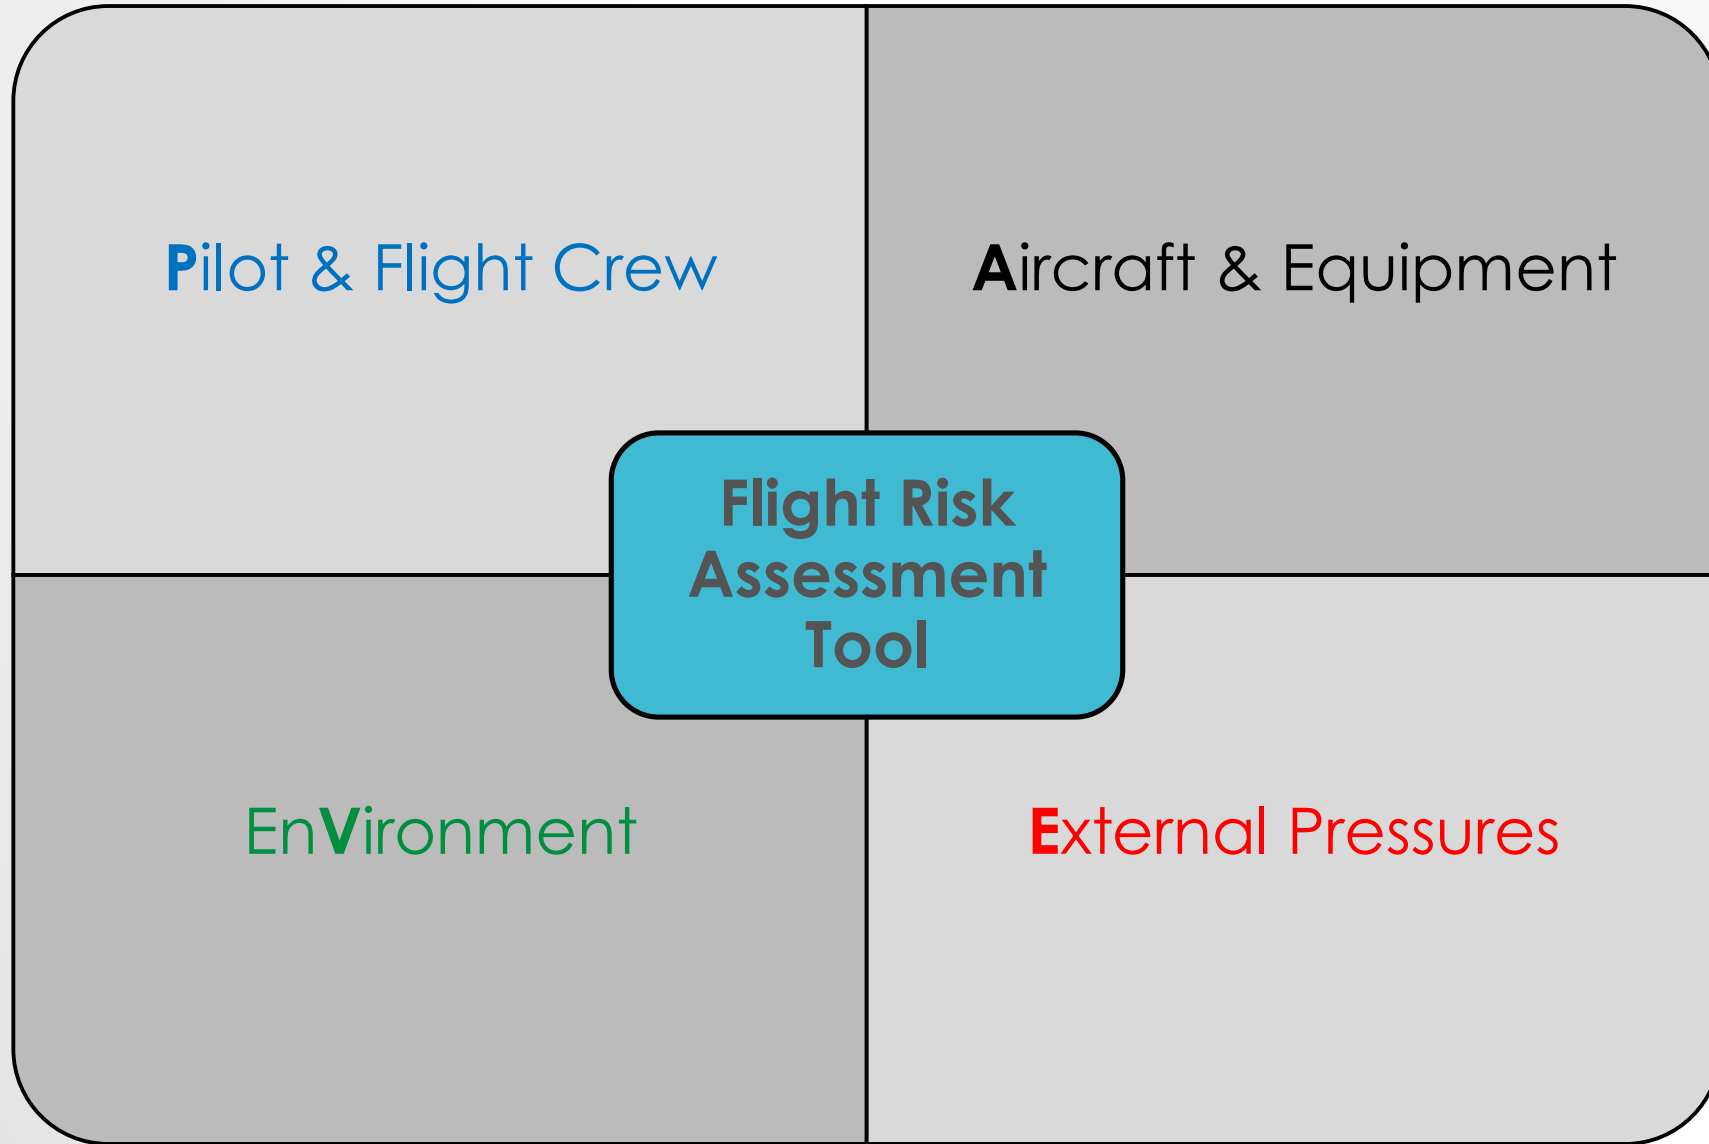 Pilot & Flight Crew
Aircraft & Equipment
Flight Risk
Assessment
Tool
EnVironment
External Pressures